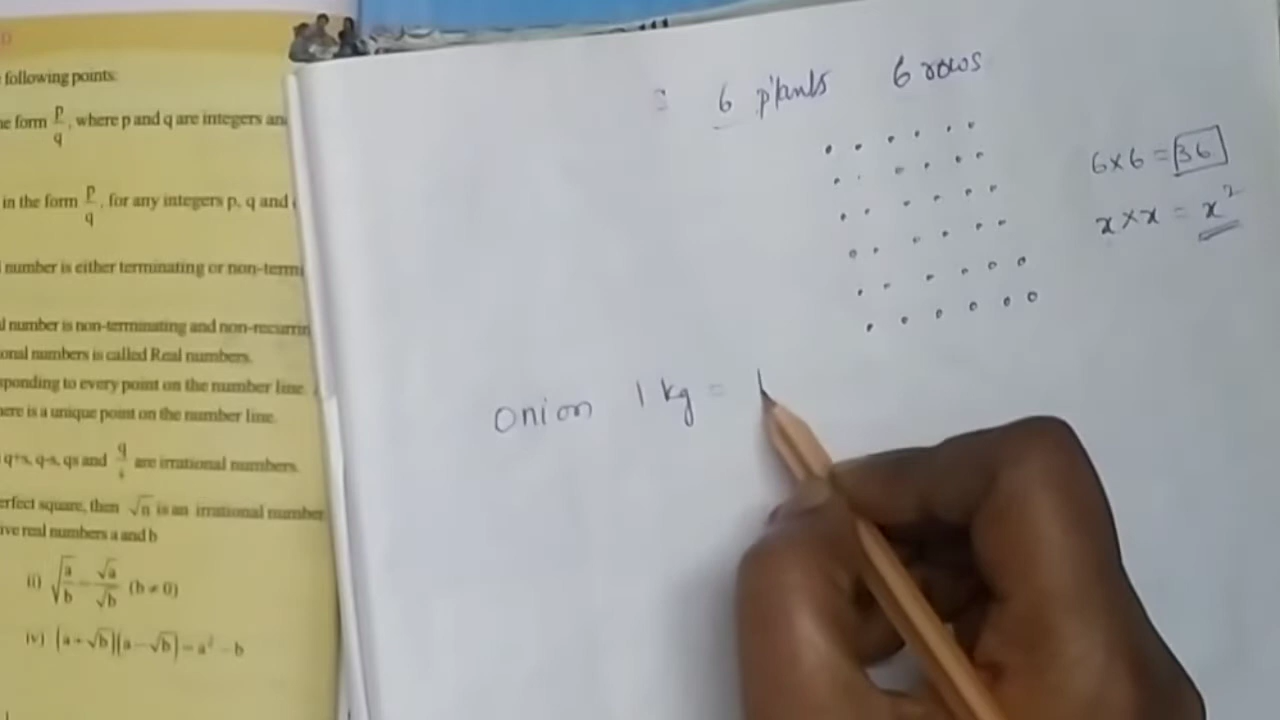 following points:
e form p/q, where p and q are integers an
in the form p/q, for any integers p, q and
number is either terminating or non-termi
l number is non-terminating and non-recurrin
onal numbers is called Real numbers.
sponding to every point on the number line.
ere is a unique point on the number line.
q+s, q-s, qs and q/s are irrational numbers.
erfect square, then √n is an irrational number
ive real numbers a and b
ii) √(a/b) = √a/√b (b ≠ 0)
iv) (a+√b)(a-√b) = a² - b
6 plants 6 rows
6×6 = 36
x×x = x²
onion 1 kg =